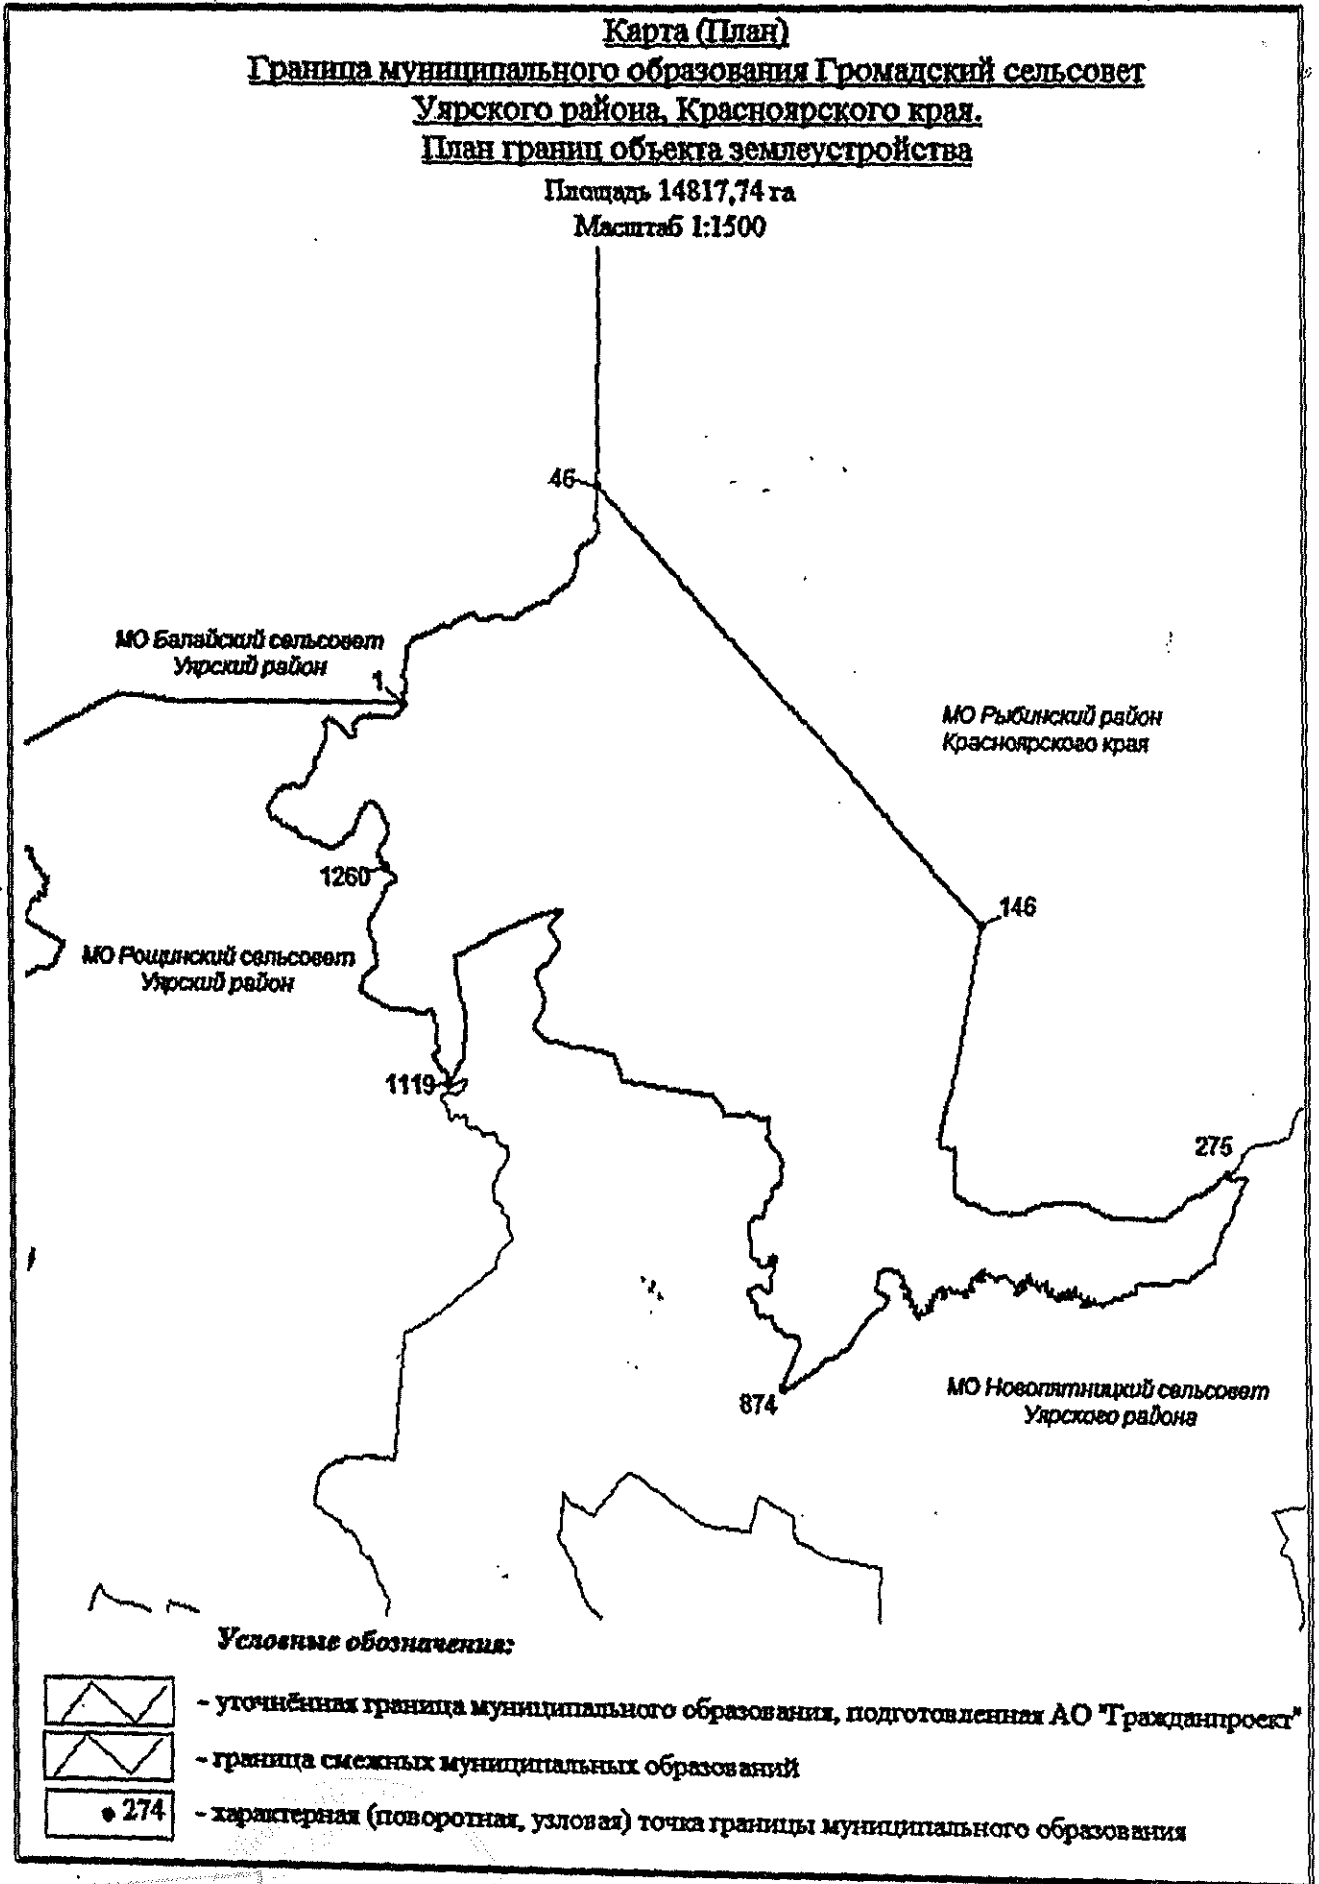 Карта (План)
Граница муниципального образования Громадский сельсовет
Уярского района, Красноярского края.
План границ объекта землеустройства
Площадь 14817,74 га
Масштаб 1:1500
46
МО Балайский сельсовет
Уярский район
1
МО Рыбинский район
Красноярского края
1260
146
МО Рощинский сельсовет
Уярский район
1119
275
874
МО Новопятницкий сельсовет
Уярского района
Условные обозначения:
- уточнённая граница муниципального образования, подготовленная АО "Гражданпроект"
- граница смежных муниципальных образований
274
- характерная (поворотная, узловая) точка границы муниципального образования